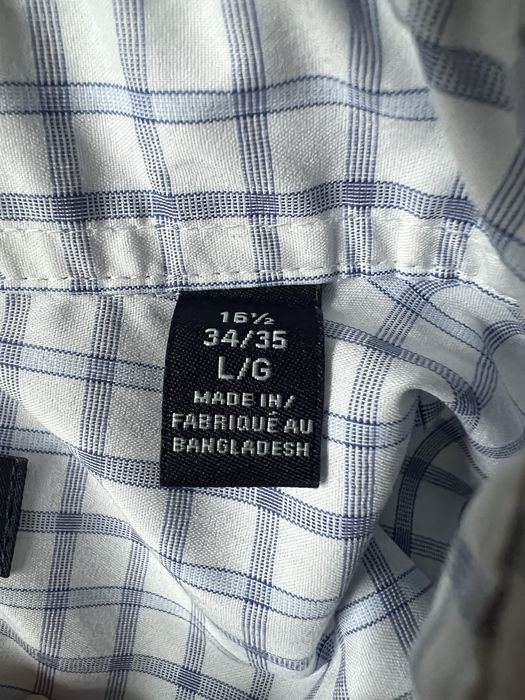 16½
34/35
L/G
MADE IN/
FABRIQUÉ AU
BANGLADESH